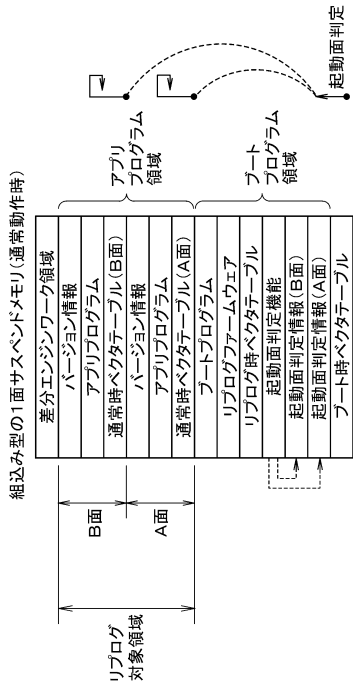 組込み型の1面サスペンドメモリ(通常動作時)
差分エンジンワーク領域
バージョン情報
アプリプログラム
通常時ベクタテーブル(B面)
バージョン情報
アプリプログラム
通常時ベクタテーブル(A面)
ブートプログラム
リプログファームウェア
リプログ時ベクタテーブル
起動面判定機能
起動面判定情報(B面)
起動面判定情報(A面)
ブート時ベクタテーブル
B面
A面
リプログ
対象領域
アプリ
プログラム
領域
ブート
プログラム
領域
起動面判定